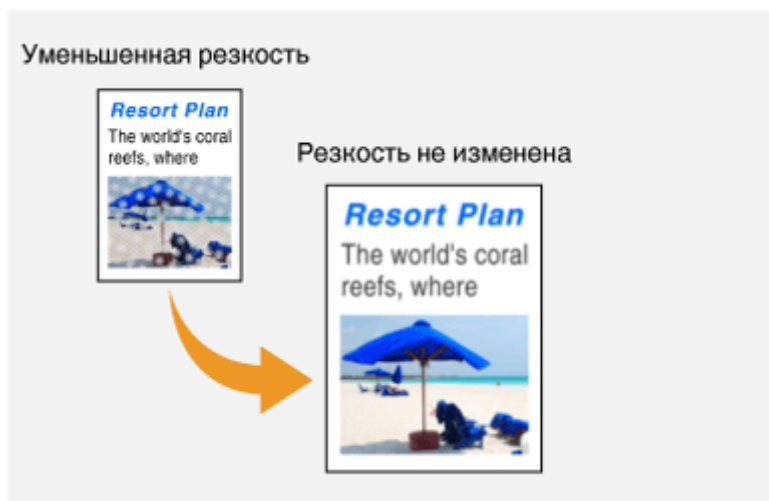 Уменьшенная резкость
Resort Plan
The world's coral
reefs, where
Резкость не изменена
Resort Plan
The world's coral
reefs, where